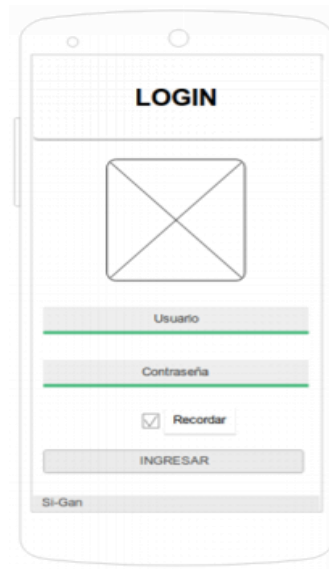 LOGIN
Usuario
Contraseña
Recordar
INGRESAR
Si-Gan